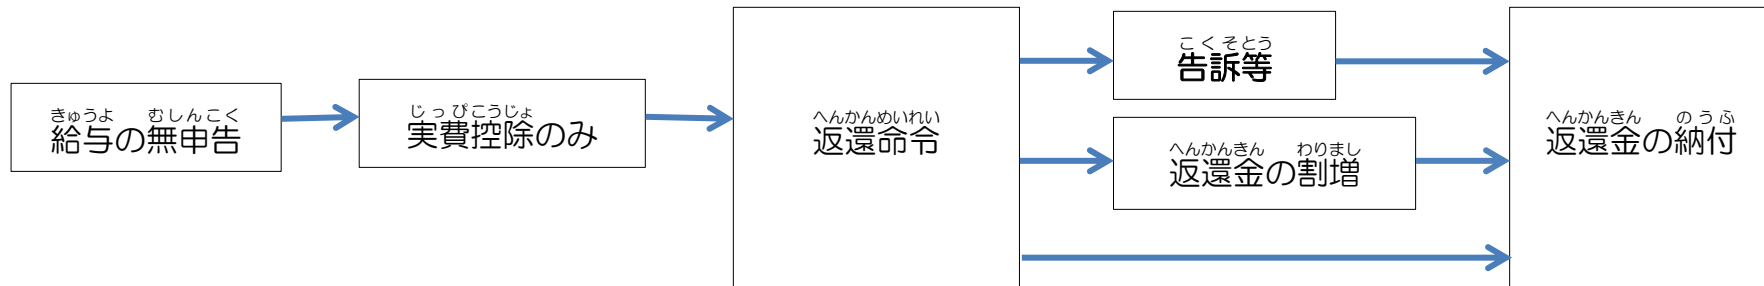 きゅうよ むしんこく
給与の無申告
じっぴこうじょ
実費控除のみ
へんかんめいれい
返還命令
こくそとう
告訴等
へんかんきん わりまし
返還金の割増
へんかんきん のうふ
返還金の納付